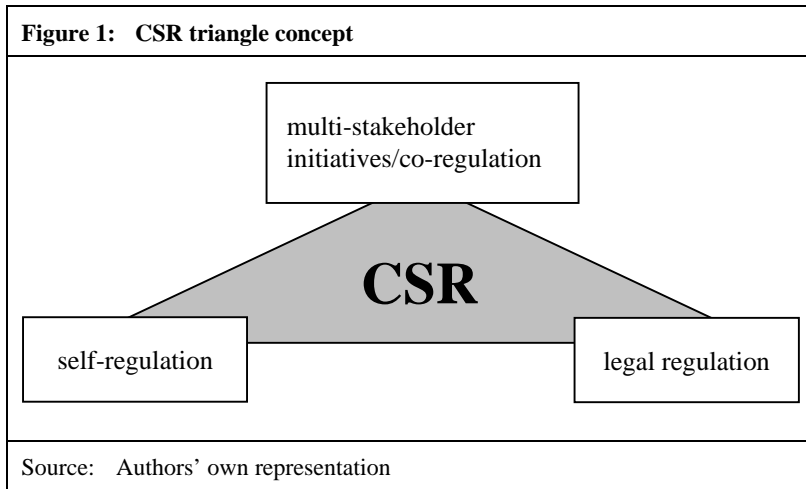 Figure 1: CSR triangle concept
multi-stakeholder
initiatives/co-regulation
CSR
self-regulation
legal regulation
Source: Authors’ own representation